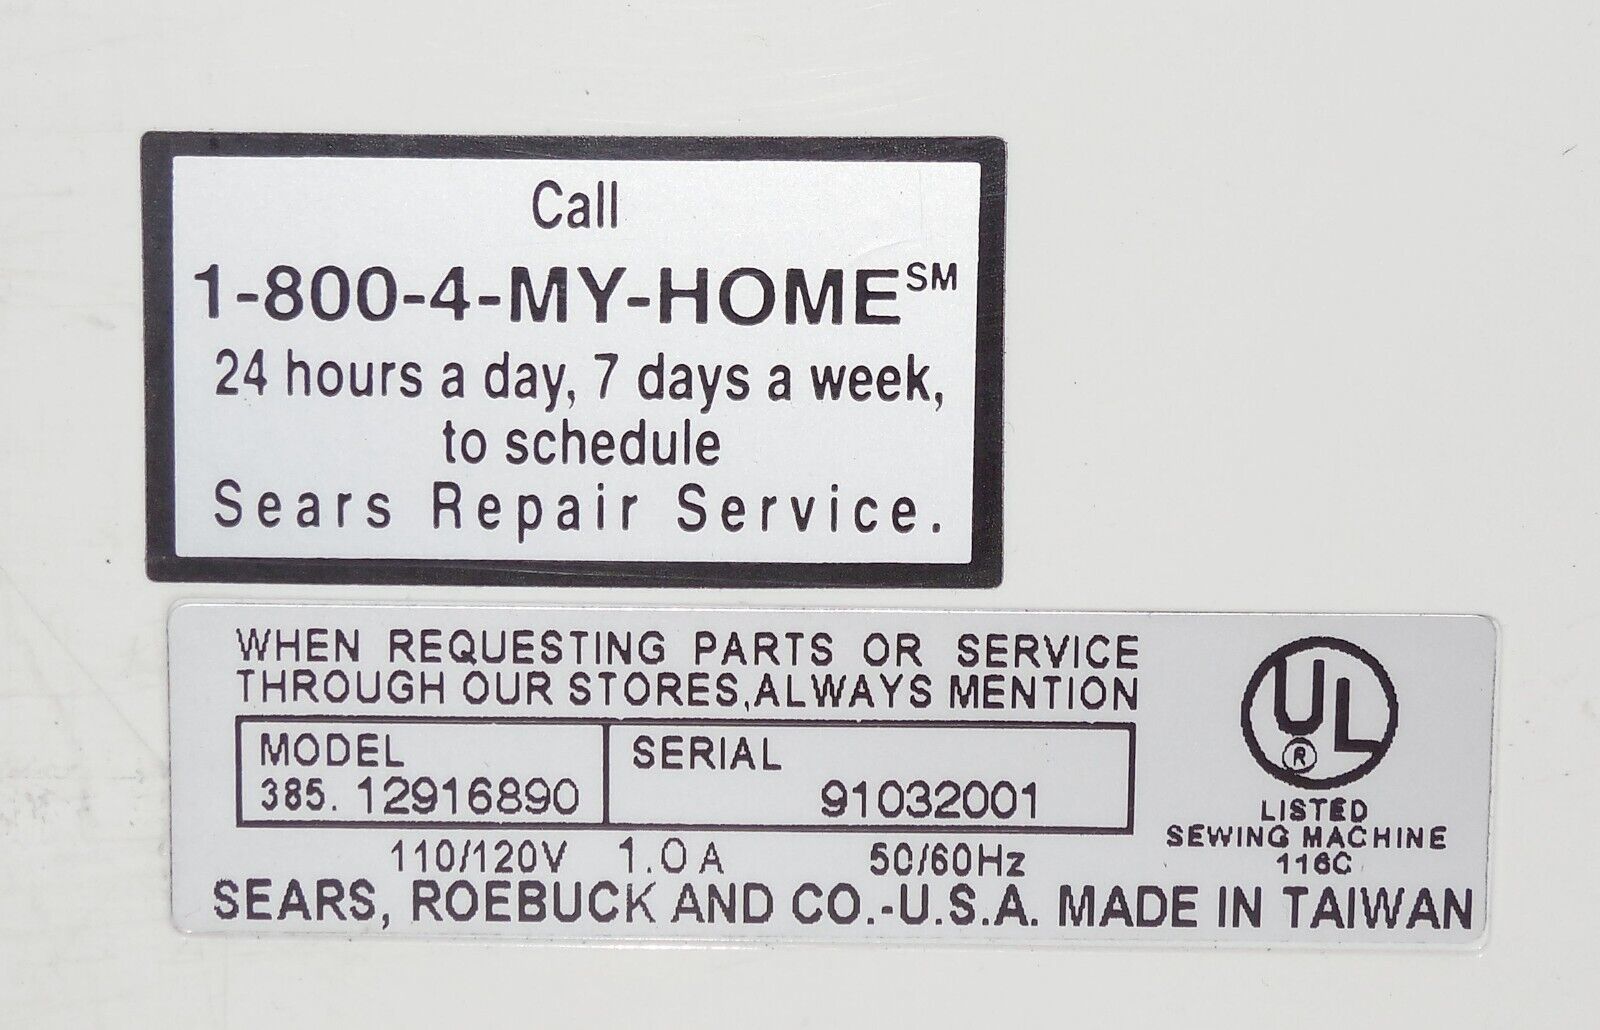 Call
1-800-4-MY-HOME℠
24 hours a day, 7 days a week,
to schedule
Sears Repair Service.
WHEN REQUESTING PARTS OR SERVICE
THROUGH OUR STORES,ALWAYS MENTION
MODEL
385. 12916890
SERIAL
91032001
110/120V 1.0A 50/60Hz
UL
®
LISTED
SEWING MACHINE
116C
SEARS, ROEBUCK AND CO.-U.S.A. MADE IN TAIWAN